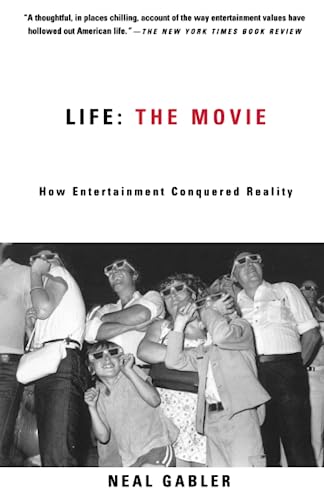 "A thoughtful, in places chilling, account of the way entertainment values have
hollowed out American life." —THE NEW YORK TIMES BOOK REVIEW
LIFE: THE MOVIE
How Entertainment Conquered Reality
NEAL GABLER